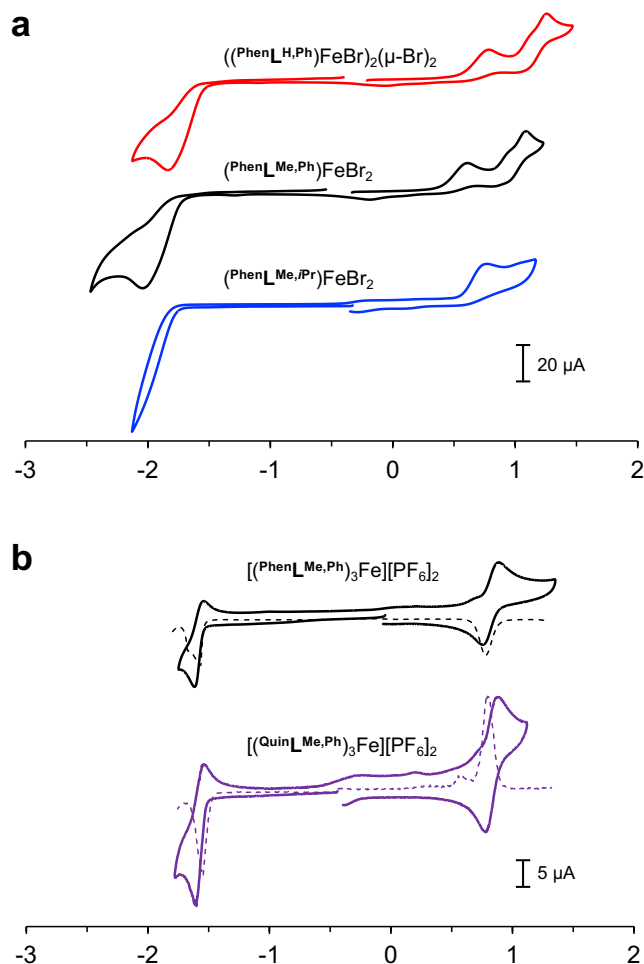 a
((PhenLH,Ph)FeBr)2(μ-Br)2
(PhenLMe,Ph)FeBr2
(PhenLMe,iPr)FeBr2
20 μA
-3 -2 -1 0 1 2
b
[(PhenLMe,Ph)3Fe][PF6]2
[(QuinLMe,Ph)3Fe][PF6]2
5 μA
-3 -2 -1 0 1 2